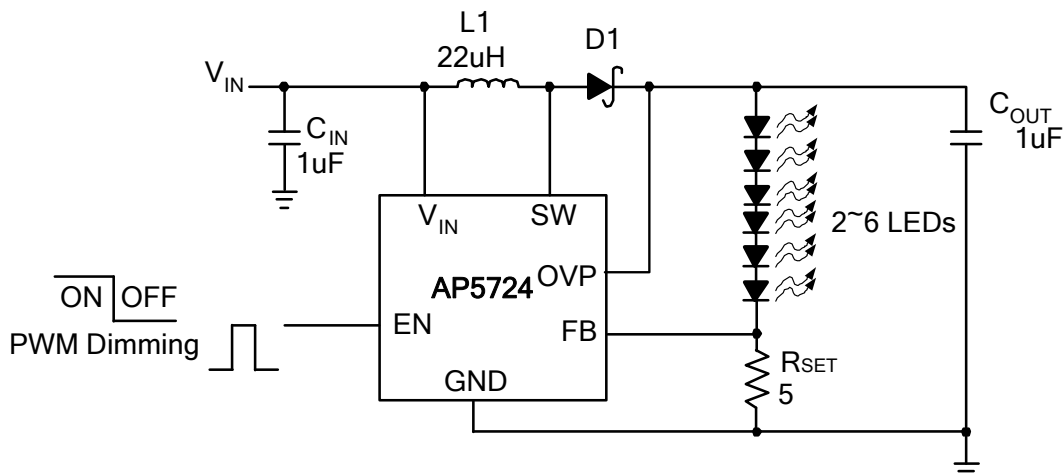 L1
22uH
D1
VIN
CIN
1uF
COUT
1uF
VIN
SW
2~6 LEDs
OVP
AP5724
ON OFF
EN
FB
PWM Dimming
RSET
5
GND